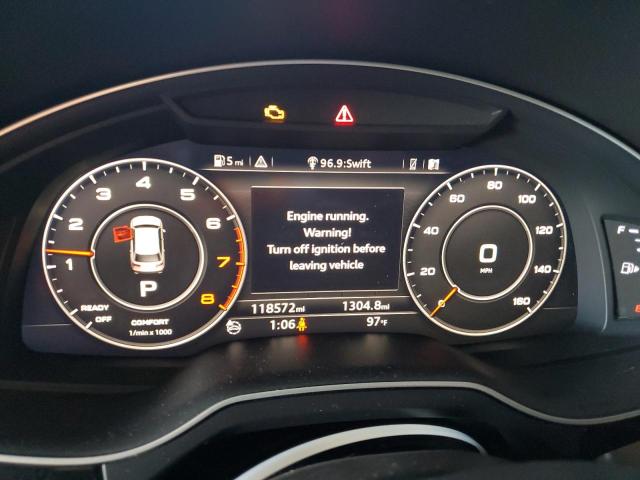 5 mi 96.9:Swift
1 2 3 4 5 6 7 8
READY
OFF
P
COMFORT
1/min x 1000
Engine running.
Warning!
Turn off ignition before
leaving vehicle
118572mi 1304.8mi
1:06 97°F
0 20 40 60 80 100 120 140 160
MPH
F